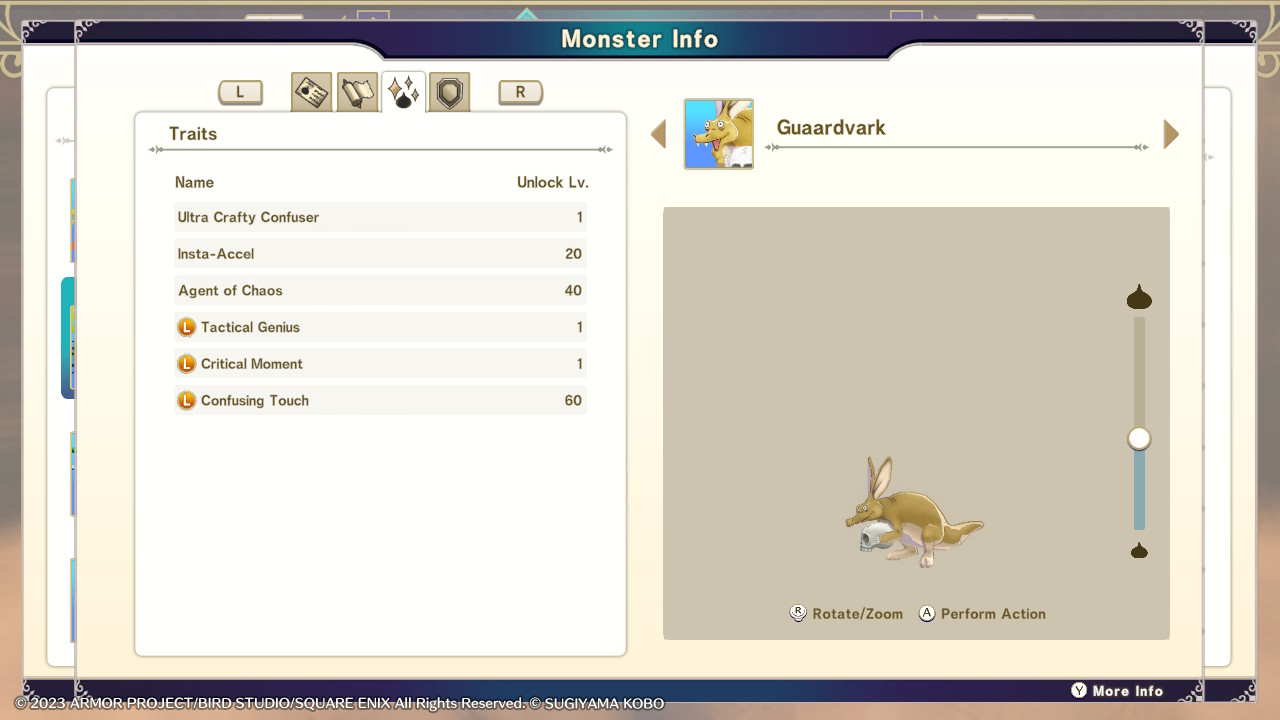 Monster Info
L
R
Traits
Guaardvark
Name Unlock Lv.
Ultra Crafty Confuser 1
Insta-Accel 20
Agent of Chaos 40
L Tactical Genius 1
L Critical Moment 1
L Confusing Touch 60
R Rotate/Zoom A Perform Action
Y More Info
© 2023 ARMOR PROJECT/BIRD STUDIO/SQUARE ENIX All Rights Reserved. © SUGIYAMA KOBO